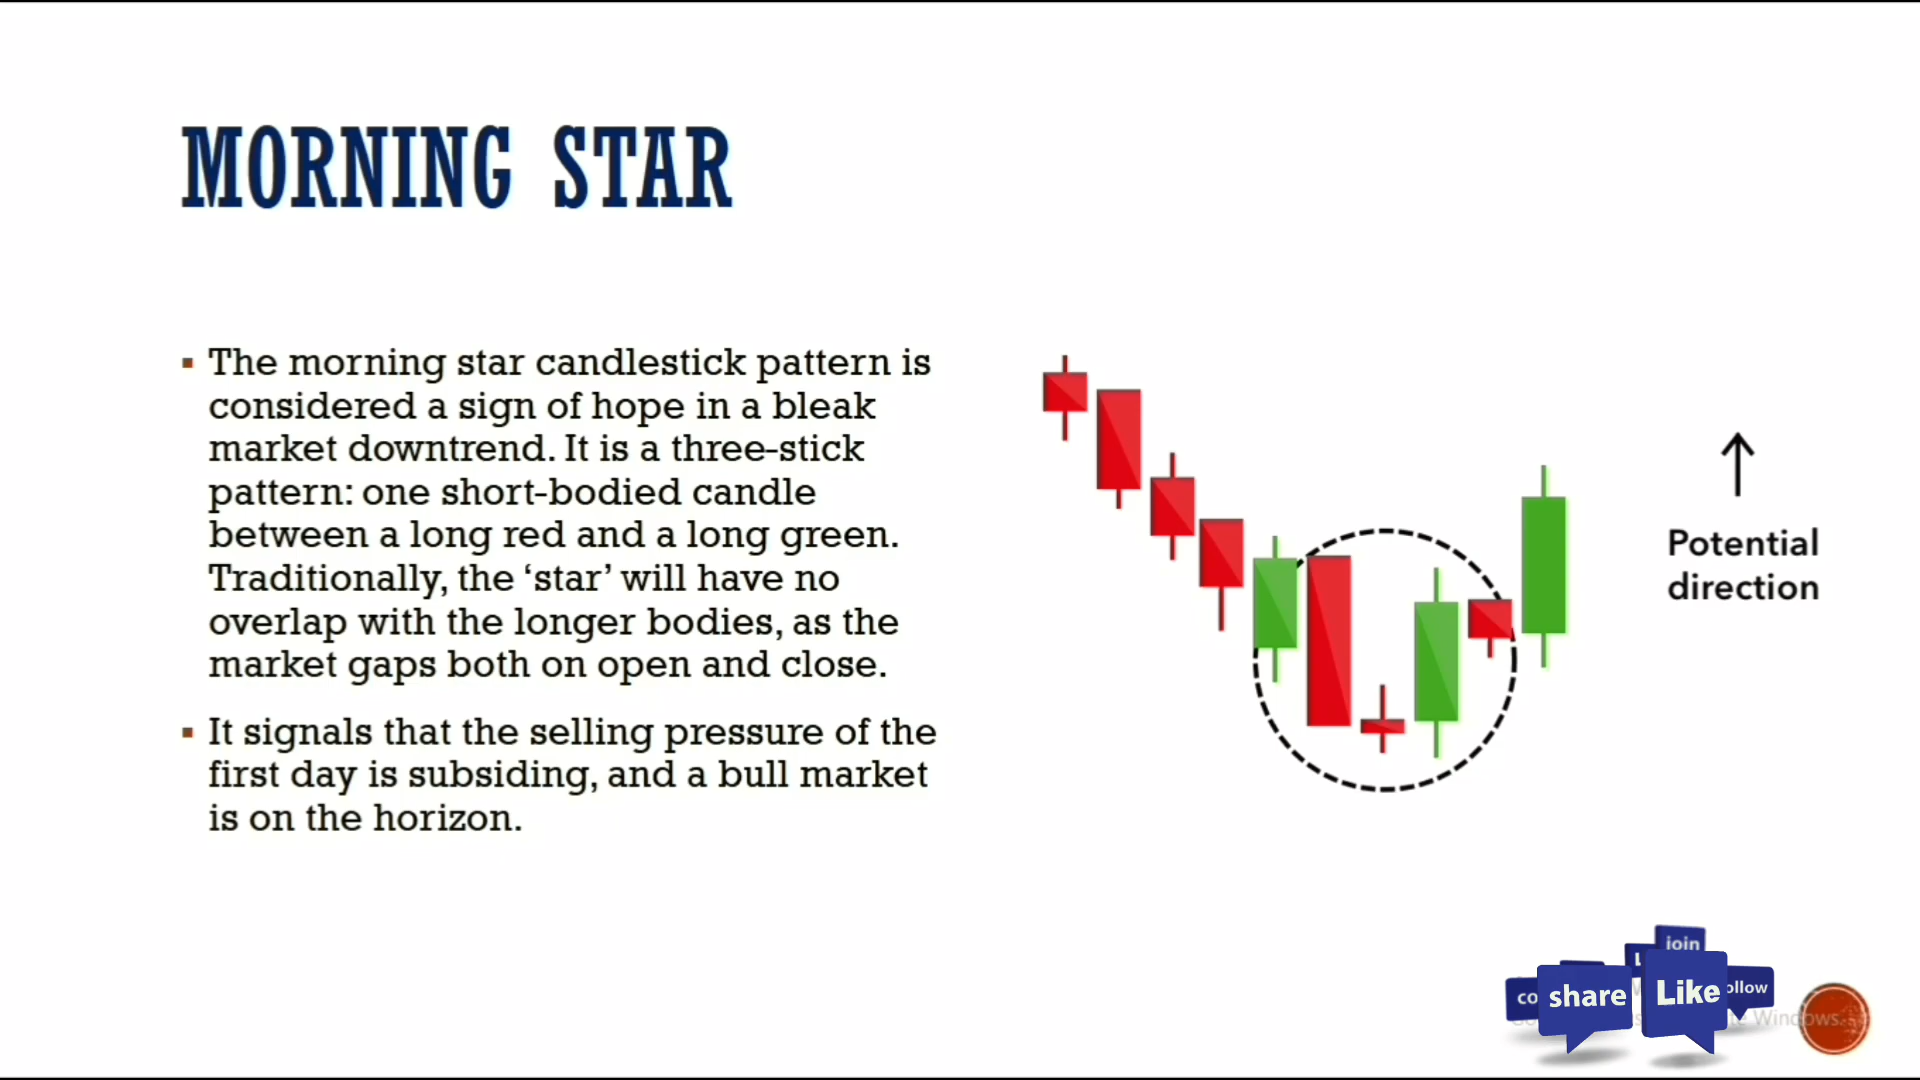 MORNING STAR
▪ The morning star candlestick pattern is
considered a sign of hope in a bleak
market downtrend. It is a three-stick
pattern: one short-bodied candle
between a long red and a long green.
Traditionally, the ‘star’ will have no
overlap with the longer bodies, as the
market gaps both on open and close.
▪ It signals that the selling pressure of the
first day is subsiding, and a bull market
is on the horizon.
Potential
direction
join
share
Like
ollow
co
Windows.